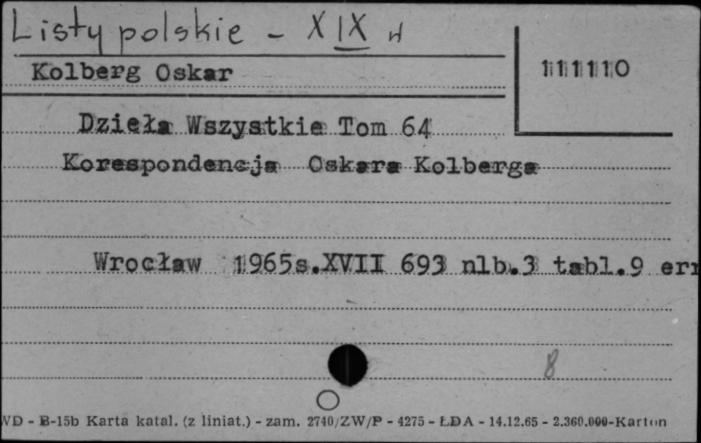 Listy polskie - XIX w
Kolberg Oskar
111110
Dzieła Wszystkie Tom 64
Korespondencja Oskara Kolberga
Wrocław 1965s.XVII 693 nlb.3 tabl.9 err
8
WD - B-15b Karta katal. (z liniat.) - zam. 2740/ZW/P - 4275 - ŁDA - 14.12.65 - 2.360.000-Karton